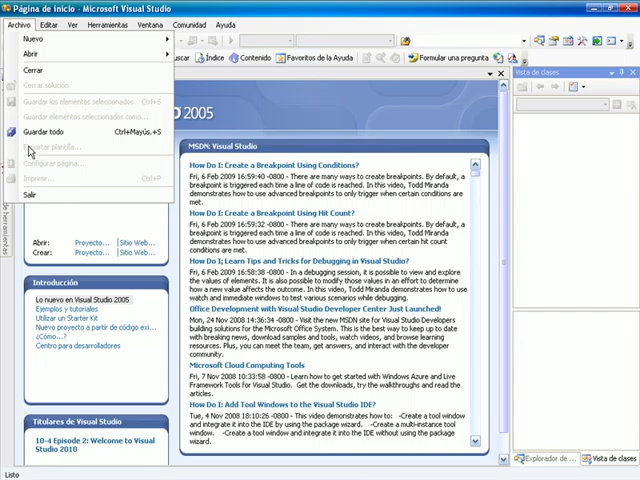 Página de inicio - Microsoft Visual Studio
Archivo Editar Ver Herramientas Ventana Comunidad Ayuda
Nuevo
Abrir
Cerrar
Cerrar solución
Guardar los elementos seleccionados Ctrl+S
Guardar elementos seleccionados como...
Guardar todo Ctrl+Mayús.+S
Exportar plantilla...
Configurar página...
Imprimir... Ctrl+P
Salir
Índice Contenido Favoritos de la Ayuda Formular una pregunta
Vista de clases
<Buscar>
2005
MSDN: Visual Studio
How Do I: Create a Breakpoint Using Conditions?
Fri, 6 Feb 2009 16:59:40 -0800 - There are many ways to create breakpoints. By default, a
breakpoint is triggered each time a line of code is reached. In this video, Todd Miranda
demonstrates how to use advanced breakpoints to only trigger when certain conditions are
met.
How Do I: Create a Breakpoint Using Hit Count?
Fri, 6 Feb 2009 16:59:32 -0800 - There are many ways to create breakpoints. By default, a
breakpoint is triggered each time a line of code is reached. In this video, Todd Miranda
demonstrates how to use advanced breakpoints to only trigger when certain hit count
conditions are met.
How Do I; Learn Tips and Tricks for Debugging in Visual Studio?
Fri, 6 Feb 2009 16:58:38 -0800 - In a debugging session, it is possible to view and explore
the values of elements. It is also possible to modify those values in an effort to determine
how a new value affects the outcome. In this video, Todd Miranda demonstrates how to use
watch and immediate windows to test various scenarios while debugging.
Office Development with Visual Studio Developer Center Just Launched!
Mon, 24 Nov 2008 14:36:34 -0800 - Visit the new MSDN site for Visual Studio Developers
building solutions for the Microsoft Office System. This is the best way to keep up to date
with breaking news, download samples and tools, watch videos, and browse learning
resources. Plus, you can meet the team, get answers, and interact with other people in the
developer community.
Microsoft Cloud Computing Tools
Fri, 7 Nov 2008 10:33:58 -0800 - Learn how to get started with Windows Azure and Live
Framework Tools for Visual Studio. Get the downloads, try the walkthroughs and read the
articles.
How Do I: Add Tool Windows to the Visual Studio IDE?
Tue, 4 Nov 2008 18:10:26 -0800 - This video demonstrates how to: -Create a tool window
and integrate it into the IDE by using the package wizard. -Create a multi-instance tool
window. -Create a tool window and integrate it into the IDE without using the package
wizard.
de herramientas
Abrir: Proyecto... |Sitio Web...
Crear: Proyecto... |Sitio Web...
Introducción
Lo nuevo en Visual Studio 2005
Ejemplos y tutoriales
Utilizar un Starter Kit
Nuevo proyecto a partir de código exi...
¿Cómo...?
Centro para desarrolladores
Titulares de Visual Studio
10-4 Episode 2: Welcome to Visual
Studio 2010
Explorador de ... Vista de clases
Listo